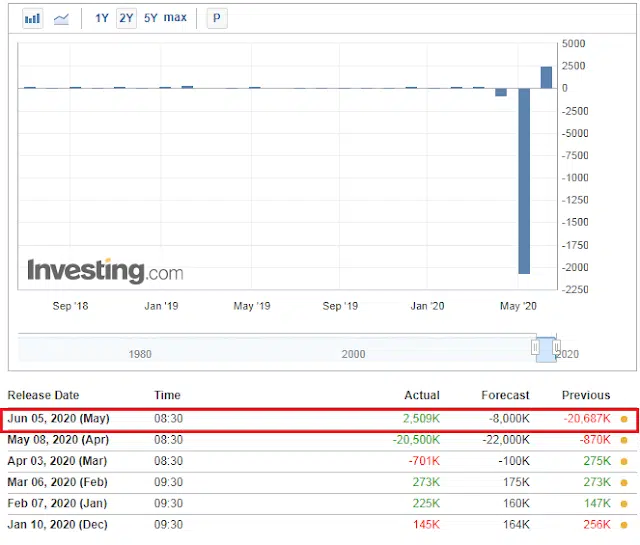 1Y 2Y 5Y max P
5000
2500
0
-2500
-5000
-7500
-1000
-1250
-1500
-1750
-2000
-2250
Investing.com
Sep '18 Jan '19 May '19 Sep '19 Jan '20 May '20
1980 2000 2020
Release Date Time Actual Forecast Previous
Jun 05, 2020 (May) 08:30 2,509K -8,000K -20,687K
May 08, 2020 (Apr) 08:30 -20,500K -22,000K -870K
Apr 03, 2020 (Mar) 08:30 -701K -100K 275K
Mar 06, 2020 (Feb) 09:30 273K 175K 273K
Feb 07, 2020 (Jan) 09:30 225K 160K 147K
Jan 10, 2020 (Dec) 09:30 145K 164K 256K